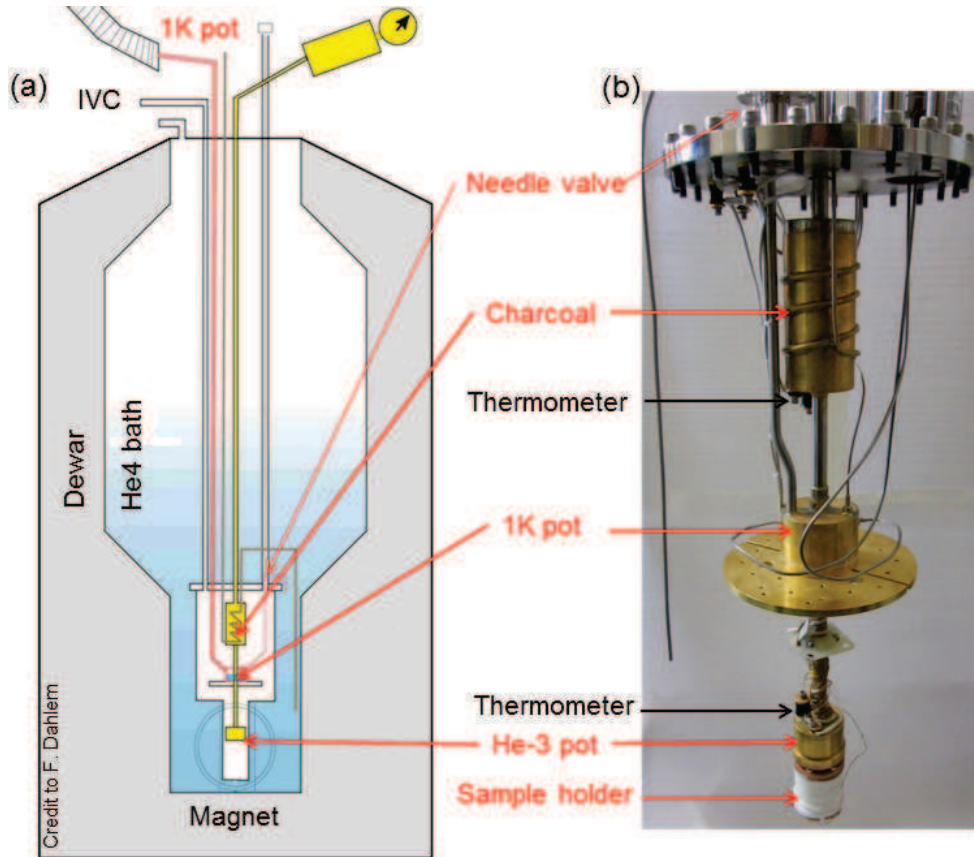 1K pot
(a)
IVC
(b)
Needle valve
Charcoal
Thermometer
Dewar
He4 bath
1K pot
Thermometer
He-3 pot
Sample holder
Magnet
Credit to F. Dahlem